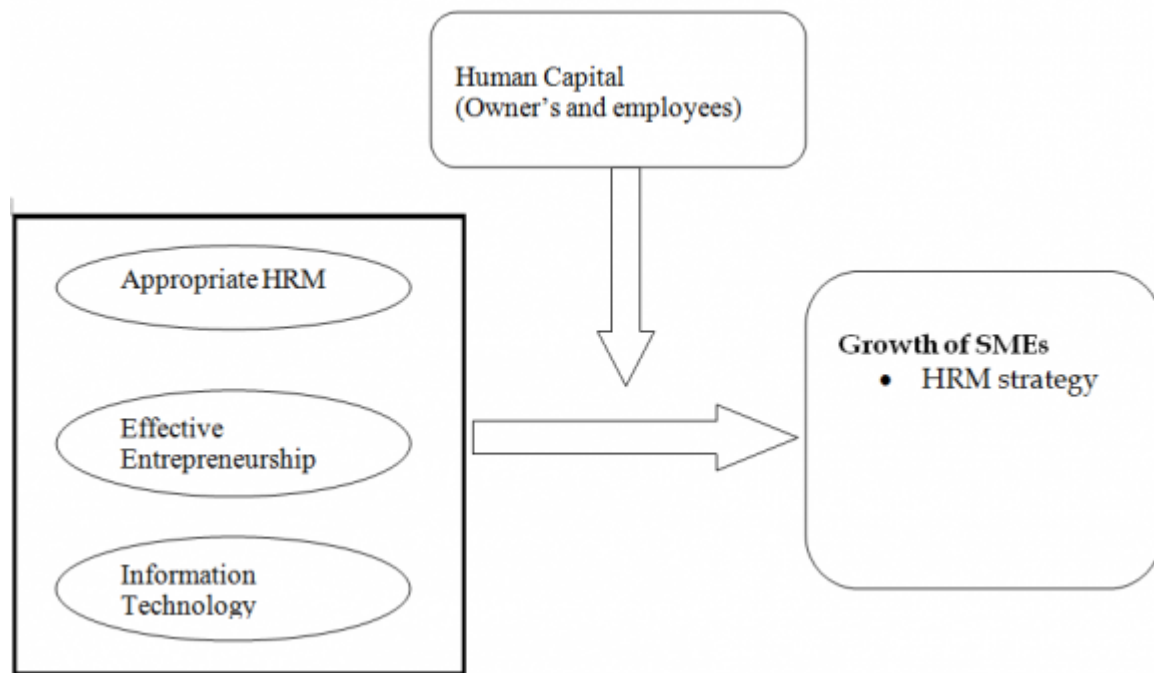 Human Capital
(Owner's and employees)
Appropriate HRM
Effective
Entrepreneurship
Information
Technology
Growth of SMEs
• HRM strategy